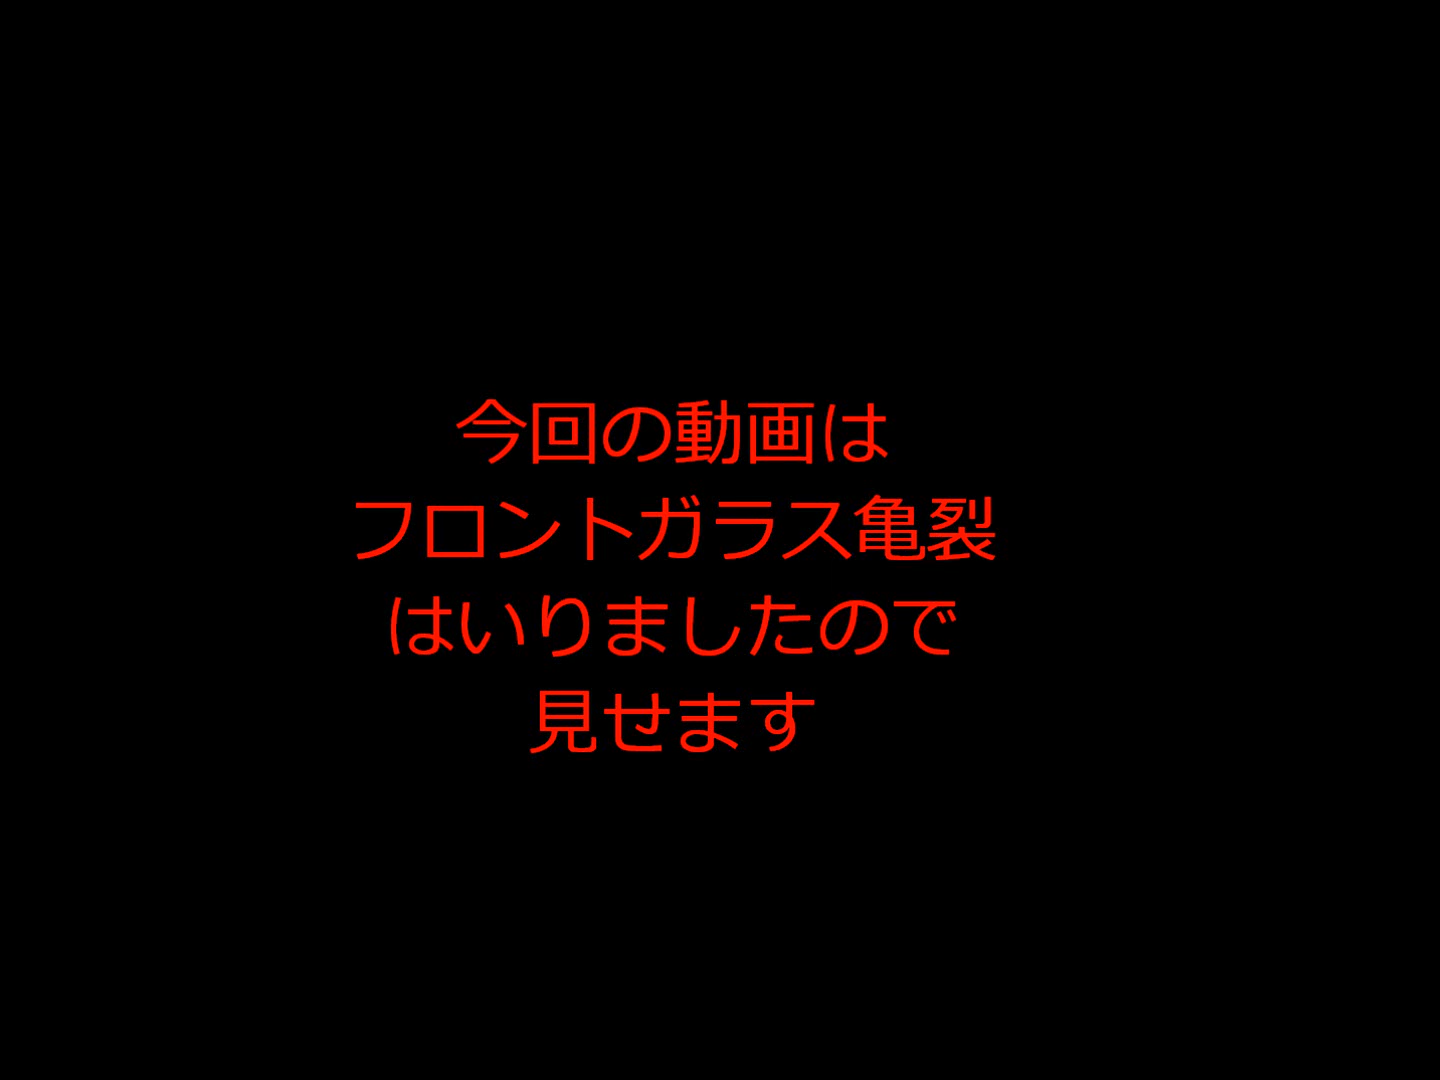 今回の動画は
フロントガラス亀裂
はいりましたので
見せます